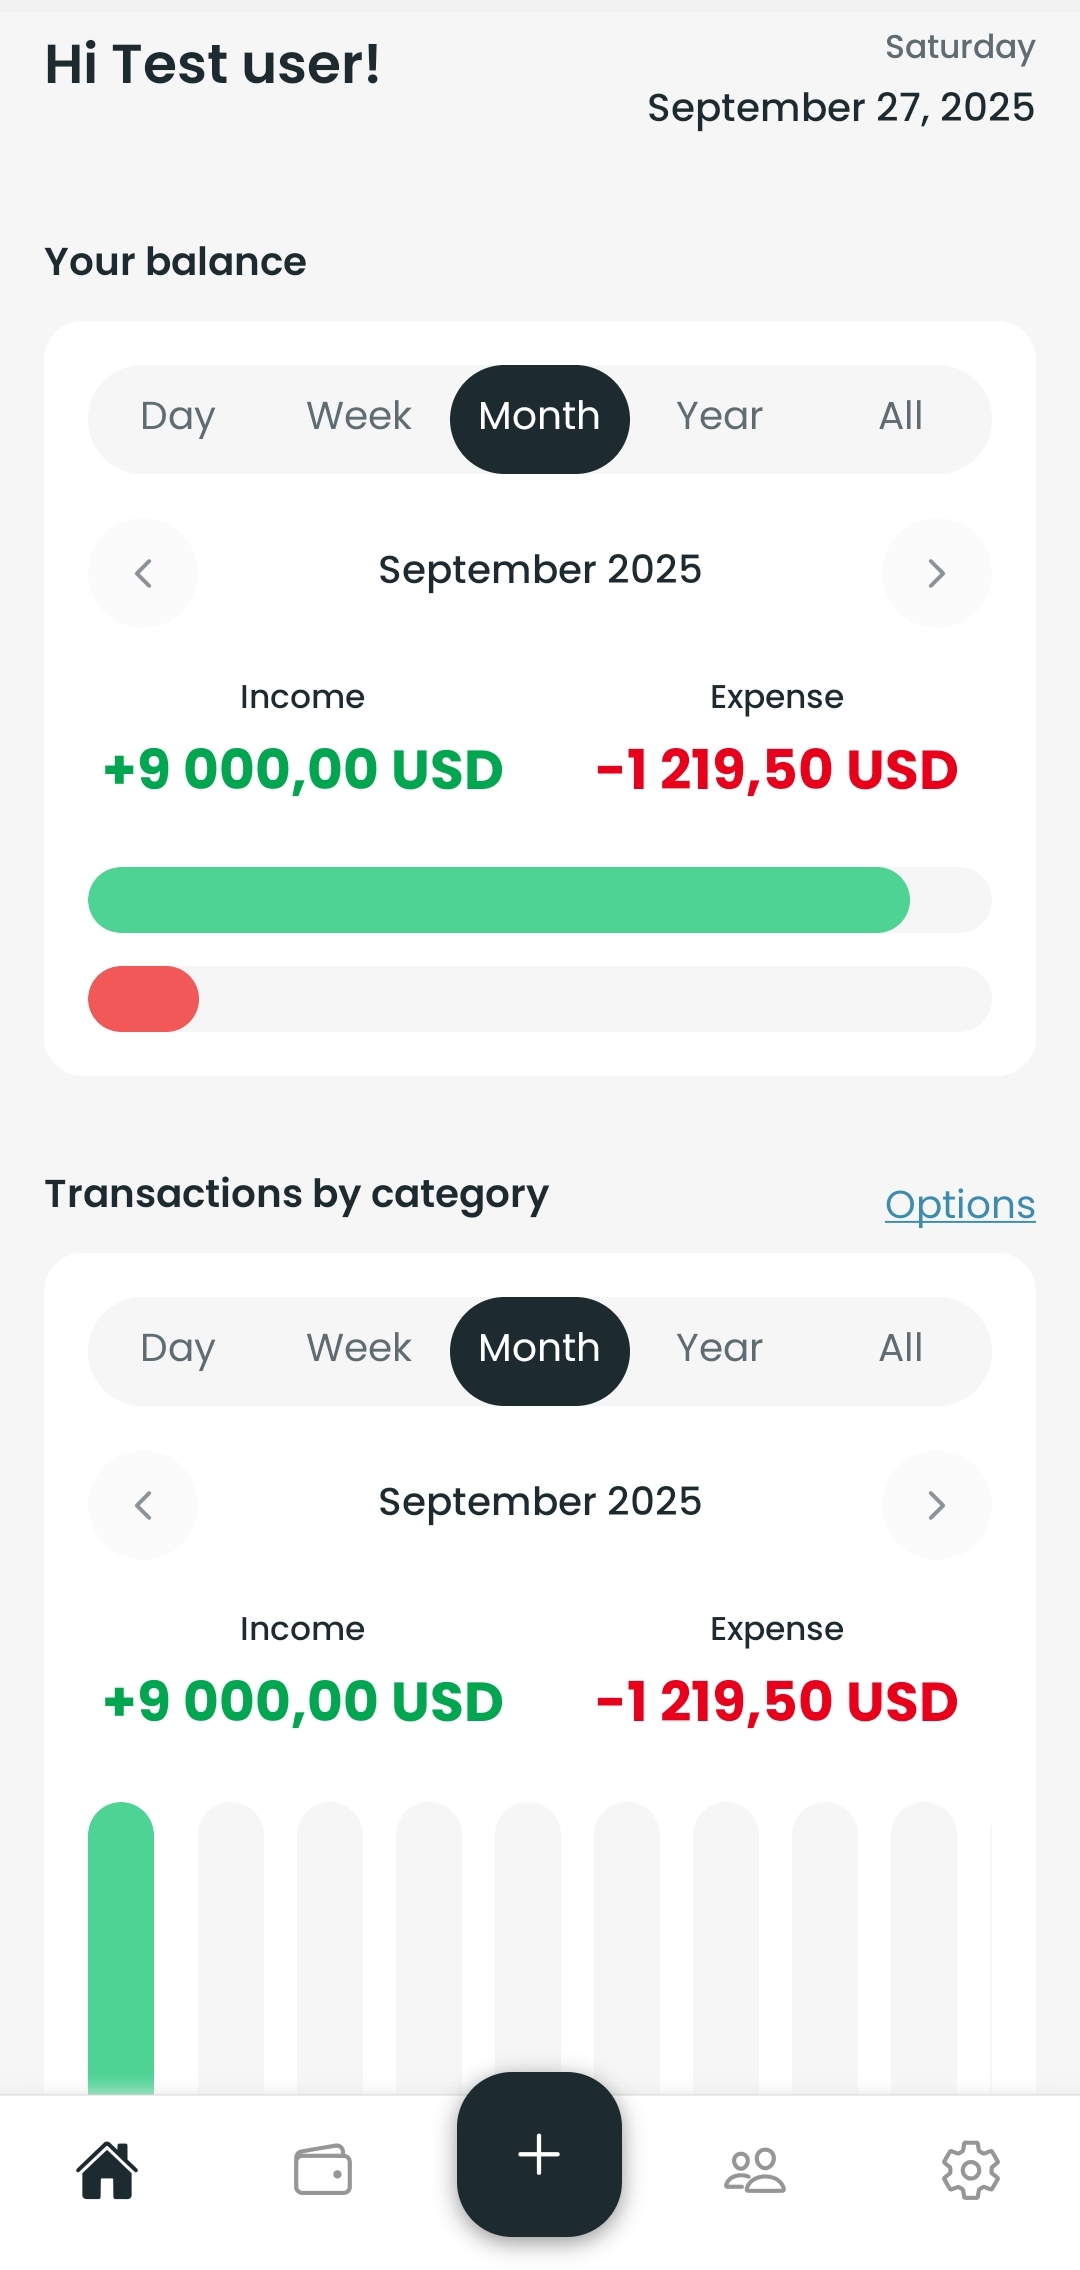 Hi Test user!
Saturday
September 27, 2025
Your balance
Day Week Month Year All
September 2025
Income Expense
+9 000,00 USD -1 219,50 USD
Transactions by category Options
Day Week Month Year All
September 2025
Income Expense
+9 000,00 USD -1 219,50 USD